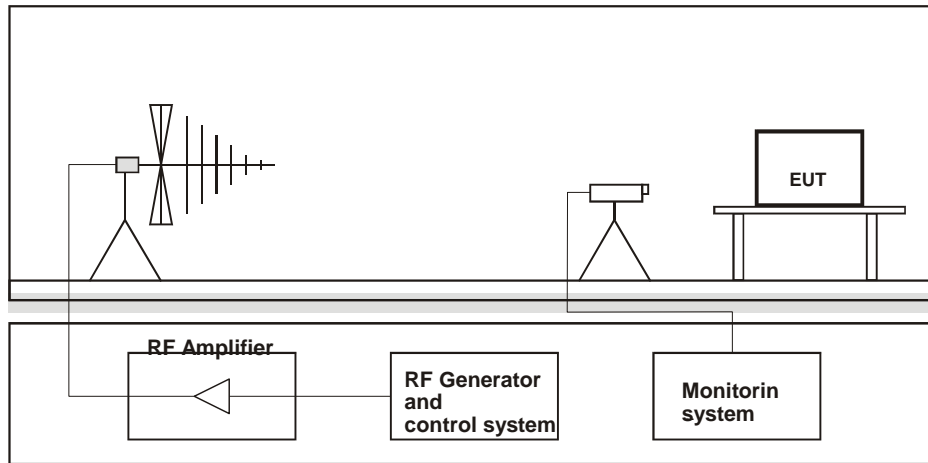 EUT
RF Amplifier
RF Generator
and
control system
Monitorin
system